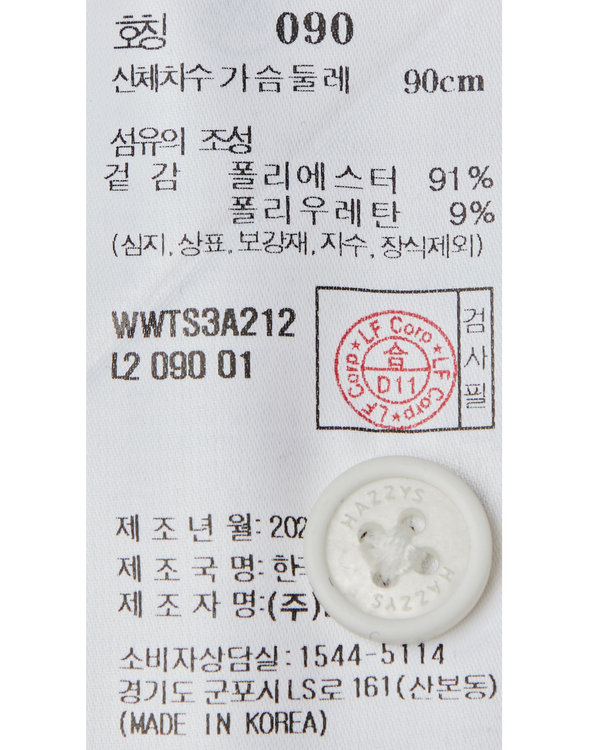 호칭 090
신체치수 가슴둘레 90cm
섬유의 조성
겉 감 폴리에스터 91%
폴리우레탄 9%
(심지, 상표, 보강재, 자수, 장식제외)
WWTS3A212
L2 090 01
LF Corp ★ LF Corp ★ LF Corp ★
合
D11
검사필
제 조 년 월: 202
제 조 국 명: 한
제 조 자 명:(주)
HAZZYS HAZZYS
소비자상담실: 1544-5114
경기도 군포시 LS로 161(산본동)
(MADE IN KOREA)